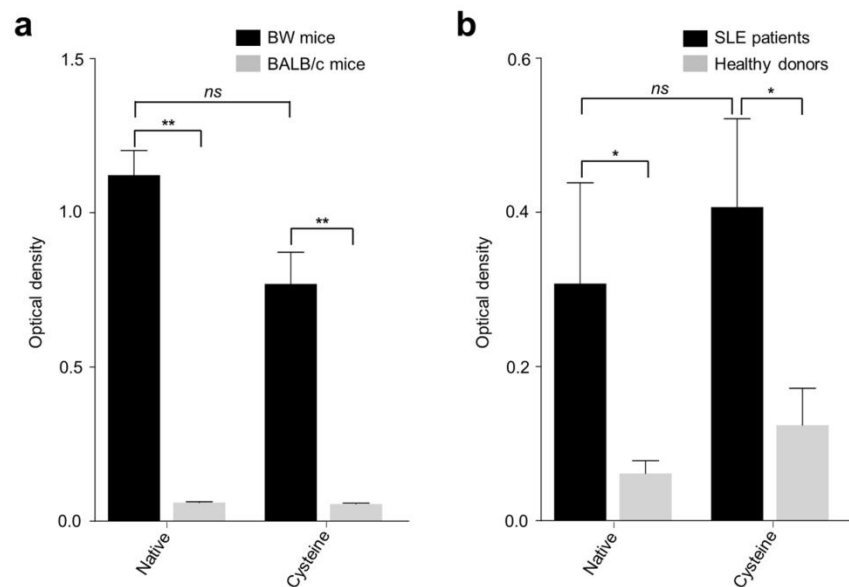 a
BW mice
BALB/c mice
1.5
1.0
0.5
0.0
Optical density
ns
**
**
Native
Cysteine
b
SLE patients
Healthy donors
0.6
0.4
0.2
0.0
Optical density
ns
*
*
Native
Cysteine